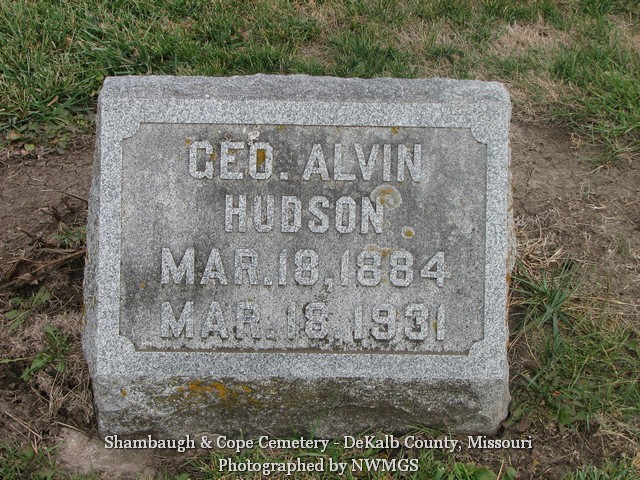 GEO. ALVIN
HUDSON
MAR. 18, 1884
MAR. 18, 1931
Shambaugh & Cope Cemetery - DeKalb County, Missouri
Photographed by NWMGS